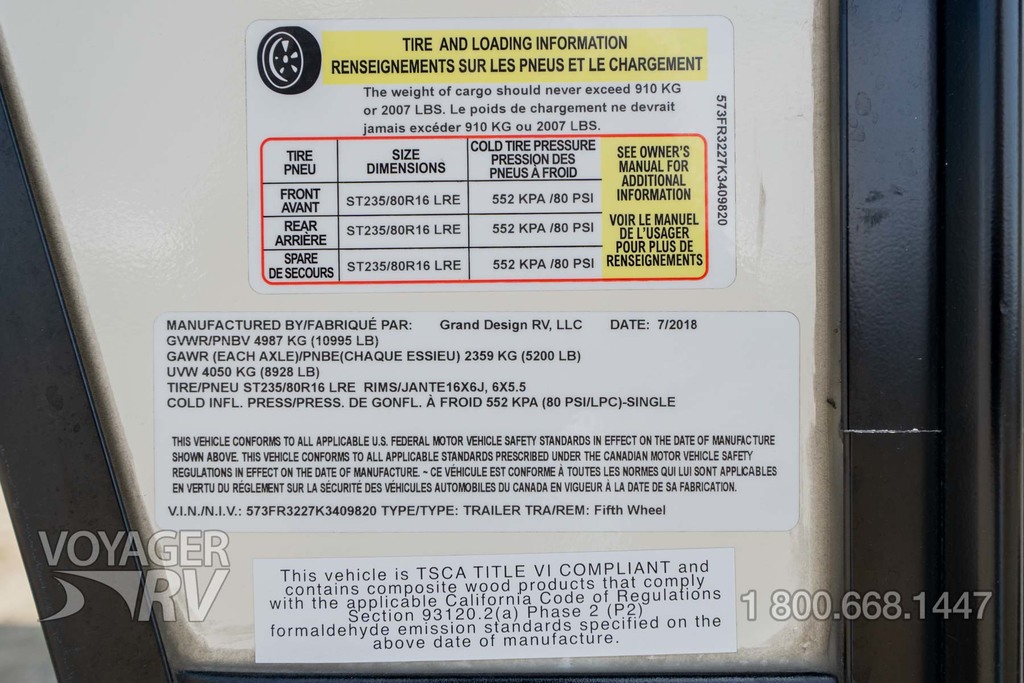 TIRE AND LOADING INFORMATION
RENSEIGNEMENTS SUR LES PNEUS ET LE CHARGEMENT
The weight of cargo should never exceed 910 KG
or 2007 LBS. Le poids de chargement ne devrait
jamais excéder 910 KG ou 2007 LBS.
573FR3227K3409820
TIRE
PNEU
SIZE
DIMENSIONS
COLD TIRE PRESSURE
PRESSION DES
PNEUS À FROID
FRONT
AVANT
ST235/80R16 LRE
552 KPA /80 PSI
REAR
ARRIÈRE
ST235/80R16 LRE
552 KPA /80 PSI
SPARE
DE SECOURS
ST235/80R16 LRE
552 KPA /80 PSI
SEE OWNER'S
MANUAL FOR
ADDITIONAL
INFORMATION
VOIR LE MANUEL
DE L'USAGER
POUR PLUS DE
RENSEIGNEMENTS
MANUFACTURED BY/FABRIQUÉ PAR: Grand Design RV, LLC DATE: 7/2018
GVWR/PNBV 4987 KG (10995 LB)
GAWR (EACH AXLE)/PNBE(CHAQUE ESSIEU) 2359 KG (5200 LB)
UVW 4050 KG (8928 LB)
TIRE/PNEU ST235/80R16 LRE RIMS/JANTE16X6J, 6X5.5
COLD INFL. PRESS/PRESS. DE GONFL. À FROID 552 KPA (80 PSI/LPC)-SINGLE
THIS VEHICLE CONFORMS TO ALL APPLICABLE U.S. FEDERAL MOTOR VEHICLE SAFETY STANDARDS IN EFFECT ON THE DATE OF MANUFACTURE
SHOWN ABOVE. THIS VEHICLE CONFORMS TO ALL APPLICABLE STANDARDS PRESCRIBED UNDER THE CANADIAN MOTOR VEHICLE SAFETY
REGULATIONS IN EFFECT ON THE DATE OF MANUFACTURE. ~ CE VÉHICULE EST CONFORME À TOUTES LES NORMES QUI LUI SONT APPLICABLES
EN VERTU DU RÉGLEMENT SUR LA SÉCURITÉ DES VÉHICULES AUTOMOBILES DU CANADA EN VIGUEUR À LA DATE DE SA FABRICATION.
V.I.N./N.I.V.: 573FR3227K3409820 TYPE/TYPE: TRAILER TRA/REM: Fifth Wheel
This vehicle is TSCA TITLE VI COMPLIANT and
contains composite wood products that comply
with the applicable California Code of Regulations
Section 93120.2(a) Phase 2 (P2)
formaldehyde emission standards specified on the
above date of manufacture.
VOYAGER
RV
1 800.668.1447